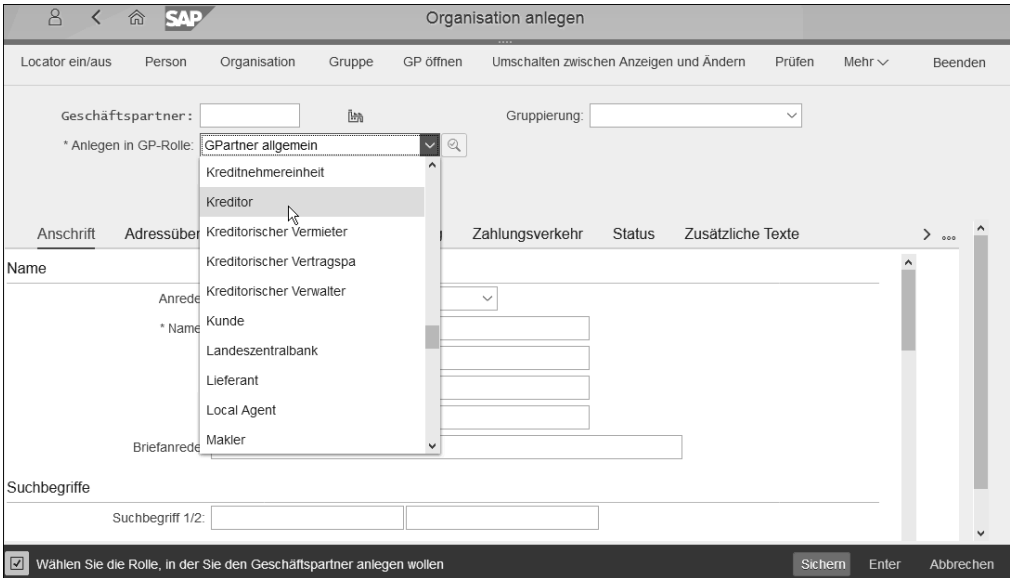 SAP Organisation anlegen
Locator ein/aus Person Organisation Gruppe GP öffnen Umschalten zwischen Anzeigen und Ändern Prüfen Mehr Beenden
Geschäftspartner: Gruppierung:
* Anlegen in GP-Rolle: GPartner allgemein
Kreditnehmereinheit
Kreditor
Kreditorischer Vermieter
Kreditorischer Vertragspa
Kreditorischer Verwalter
Kunde
Landeszentralbank
Lieferant
Local Agent
Makler
Anschrift Adressüber Zahlungsverkehr Status Zusätzliche Texte
Name
Anrede
* Name
Briefanrede
Suchbegriffe
Suchbegriff 1/2:
Wählen Sie die Rolle, in der Sie den Geschäftspartner anlegen wollen Sichern Enter Abbrechen